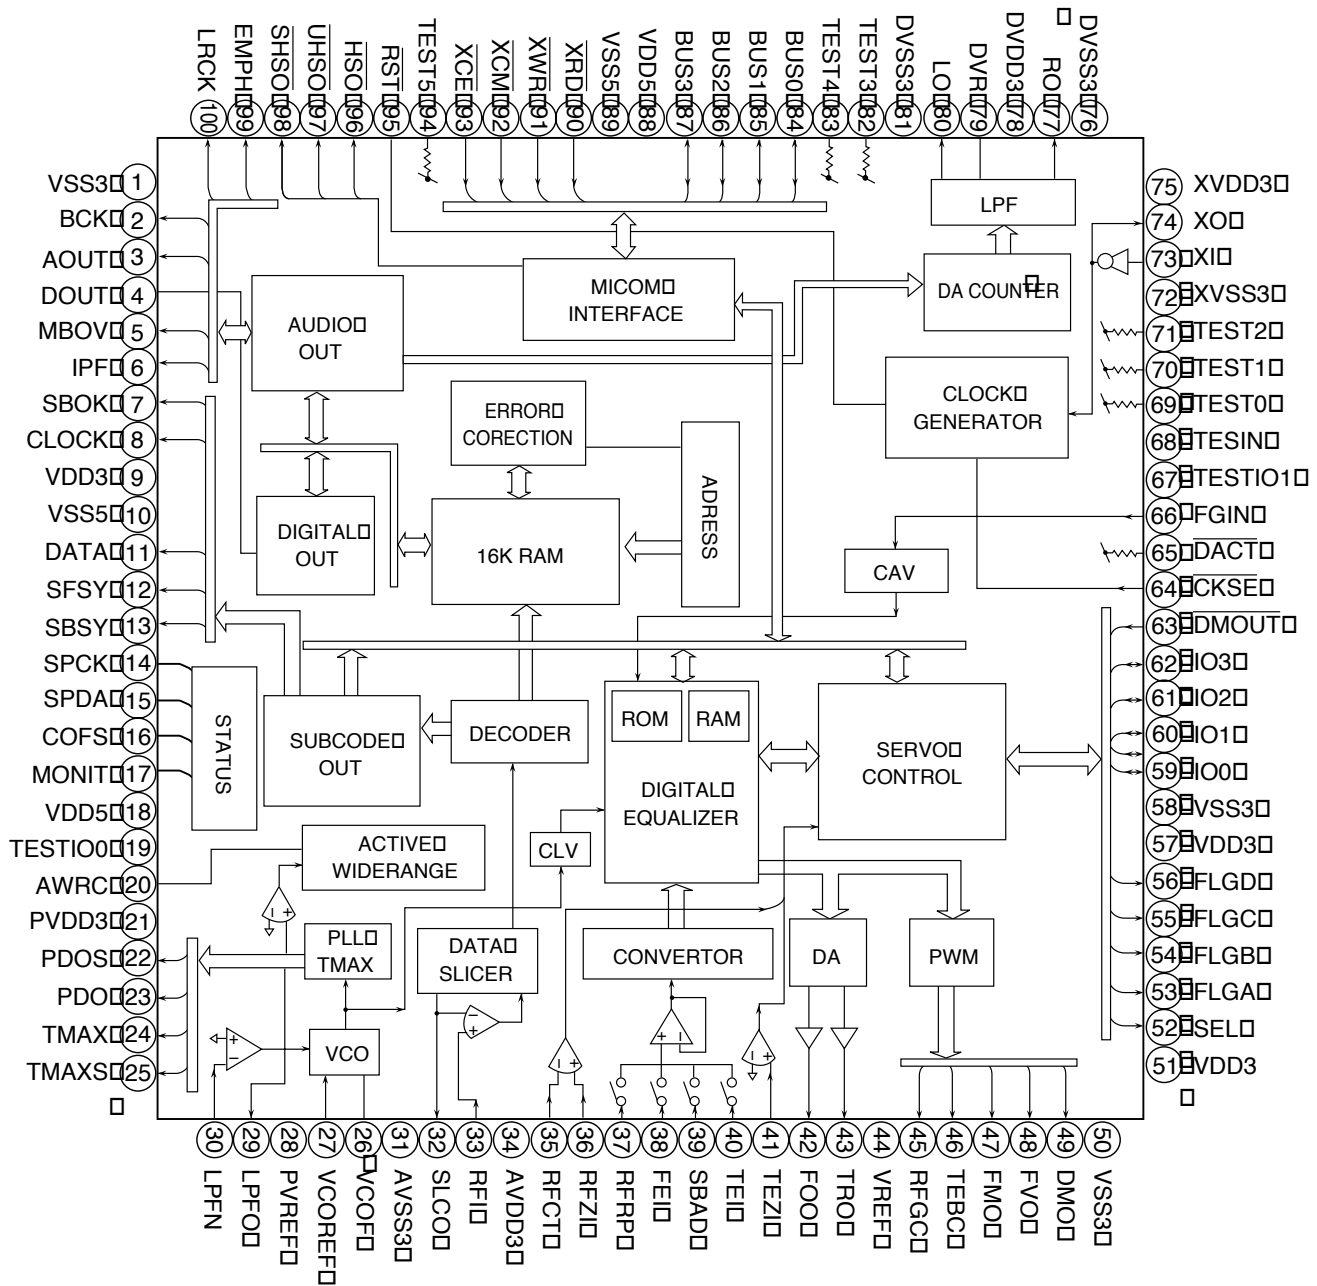 LRCK 100
EMPH 99
SHSO 98
UHSO 97
HSO 96
RST 95
TEST5 94
XCE 93
XCM 92
XWR 91
XRD 90
VSS5 89
VDD5 88
BUS3 87
BUS2 86
BUS1 85
BUS0 84
TEST4 83
TEST3 82
DVSS3 81
LO 80
DVR 79
DVDD3 78
RO 77
DVSS3 76
VSS3 1
BCK 2
AOUT 3
DOUT 4
MBOV 5
IPF 6
SBOK 7
CLOCK 8
VDD3 9
VSS5 10
DATA 11
SFSY 12
SBSY 13
SPCK 14
SPDA 15
COFS 16
MONIT 17
VDD5 18
TESTIO0 19
AWRC 20
PVDD3 21
PDOS 22
PDO 23
TMAX 24
TMAXS 25
75 XVDD3
74 XO
73 XI
72 XVSS3
71 TEST2
70 TEST1
69 TEST0
68 TESIN
67 TESTIO1
66 FGIN
65 DACT
64 CKSE
63 DMOUT
62 IO3
61 IO2
60 IO1
59 IO0
58 VSS3
57 VDD3
56 FLGD
55 FLGC
54 FLGB
53 FLGA
52 SEL
51 VDD3
LPF
MICOM
INTERFACE
DA COUNTER
AUDIO
OUT
ERROR
CORECTION
CLOCK
GENERATOR
ADRESS
DIGITAL
OUT
16K RAM
CAV
STATUS
SUBCODE
OUT
DECODER
ROM
RAM
DIGITAL
EQUALIZER
SERVO
CONTROL
ACTIVE
WIDERANGE
CLV
PLL
TMAX
DATA
SLICER
CONVERTOR
DA
PWM
VCO
30 LPFN
29 LPFO
28 PVREF
27 VCOREF
26 VCOF
31 AVSS3
32 SLCO
33 RFI
34 AVDD3
35 RFCT
36 RFZI
37 RFRP
38 FEI
39 SBAD
40 TEI
41 TEZI
42 FOO
43 TRO
44 VREF
45 RFGC
46 TEBC
47 FMO
48 FVO
49 DMO
50 VSS3